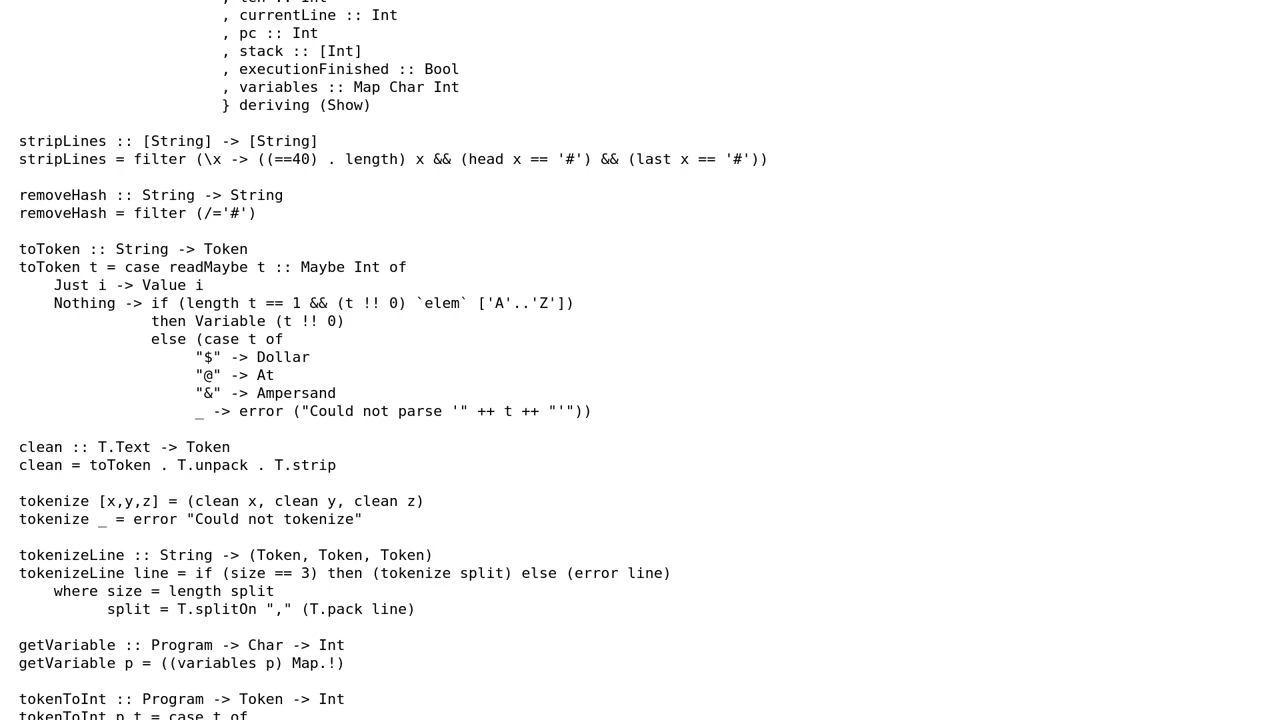 , len :: Int
, currentLine :: Int
, pc :: Int
, stack :: [Int]
, executionFinished :: Bool
, variables :: Map Char Int
} deriving (Show)
stripLines :: [String] -> [String]
stripLines = filter (\x -> ((==40) . length) x && (head x == '#') && (last x == '#'))
removeHash :: String -> String
removeHash = filter (/='#')
toToken :: String -> Token
toToken t = case readMaybe t :: Maybe Int of
Just i -> Value i
Nothing -> if (length t == 1 && (t !! 0) `elem` ['A'..'Z'])
then Variable (t !! 0)
else (case t of
"$" -> Dollar
"@" -> At
"&" -> Ampersand
_ -> error ("Could not parse '" ++ t ++ "'"))
clean :: T.Text -> Token
clean = toToken . T.unpack . T.strip
tokenize [x,y,z] = (clean x, clean y, clean z)
tokenize _ = error "Could not tokenize"
tokenizeLine :: String -> (Token, Token, Token)
tokenizeLine line = if (size == 3) then (tokenize split) else (error line)
where size = length split
split = T.splitOn "," (T.pack line)
getVariable :: Program -> Char -> Int
getVariable p = ((variables p) Map.!)
tokenToInt :: Program -> Token -> Int
tokenToInt p t = case t of